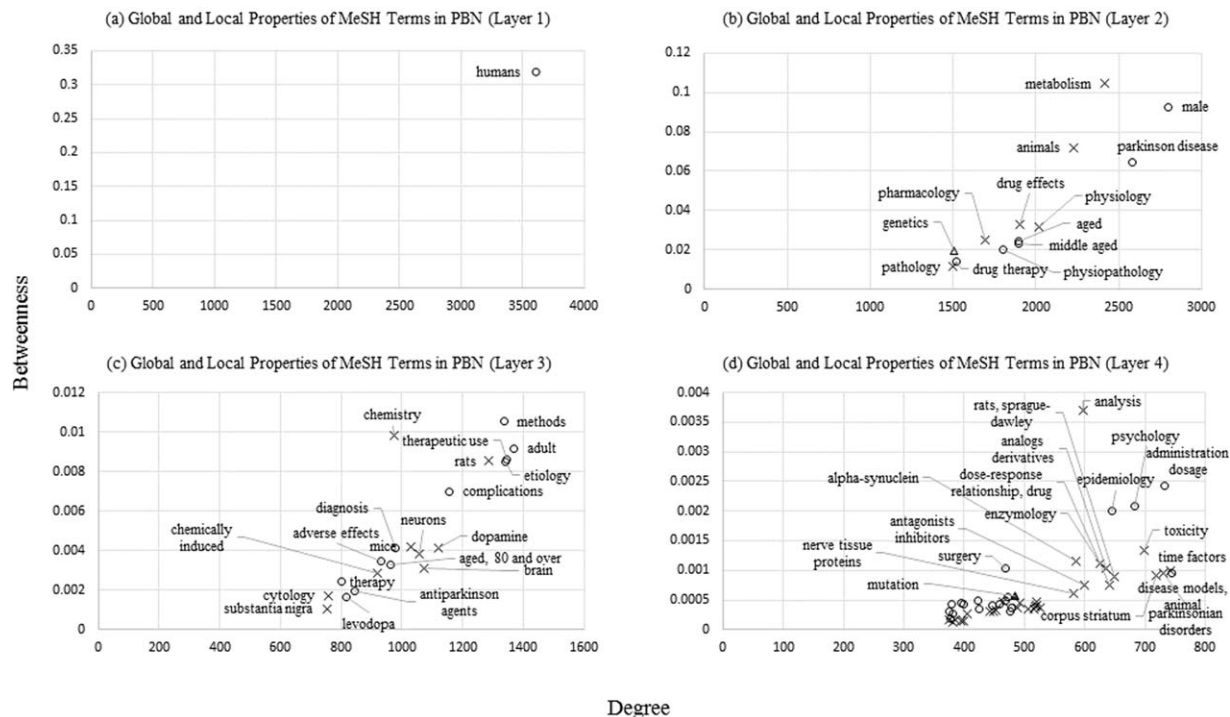 (a) Global and Local Properties of MeSH Terms in PBN (Layer 1)
0.35
0.3
0.25
0.2
0.15
0.1
0.05
0
humans
0 500 1000 1500 2000 2500 3000 3500 4000
(b) Global and Local Properties of MeSH Terms in PBN (Layer 2)
0.12
0.1
0.08
0.06
0.04
0.02
0
metabolism
male
animals
parkinson disease
drug effects
pharmacology
physiology
genetics
aged
middle aged
pathology
drug therapy
physiopathology
0 500 1000 1500 2000 2500 3000
Betweenness
(c) Global and Local Properties of MeSH Terms in PBN (Layer 3)
0.012
0.01
0.008
0.006
0.004
0.002
0
chemistry
methods
therapeutic use
adult
rats
etiology
complications
diagnosis
neurons
chemically
induced
adverse effects
mice
dopamine
aged, 80 and over
brain
therapy
cytology
antiparkinson
agents
substantia nigra
levodopa
0 200 400 600 800 1000 1200 1400 1600
(d) Global and Local Properties of MeSH Terms in PBN (Layer 4)
0.004
0.0035
0.003
0.0025
0.002
0.0015
0.001
0.0005
0
rats, sprague-
dawley
analysis
analogs
derivatives
psychology
administration
dosage
alpha-synuclein
dose-response
relationship, drug
epidemiology
enzymology
antagonists
inhibitors
toxicity
nerve tissue
proteins
surgery
time factors
mutation
disease models,
animal
corpus striatum
parkinsonian
disorders
0 100 200 300 400 500 600 700 800
Degree